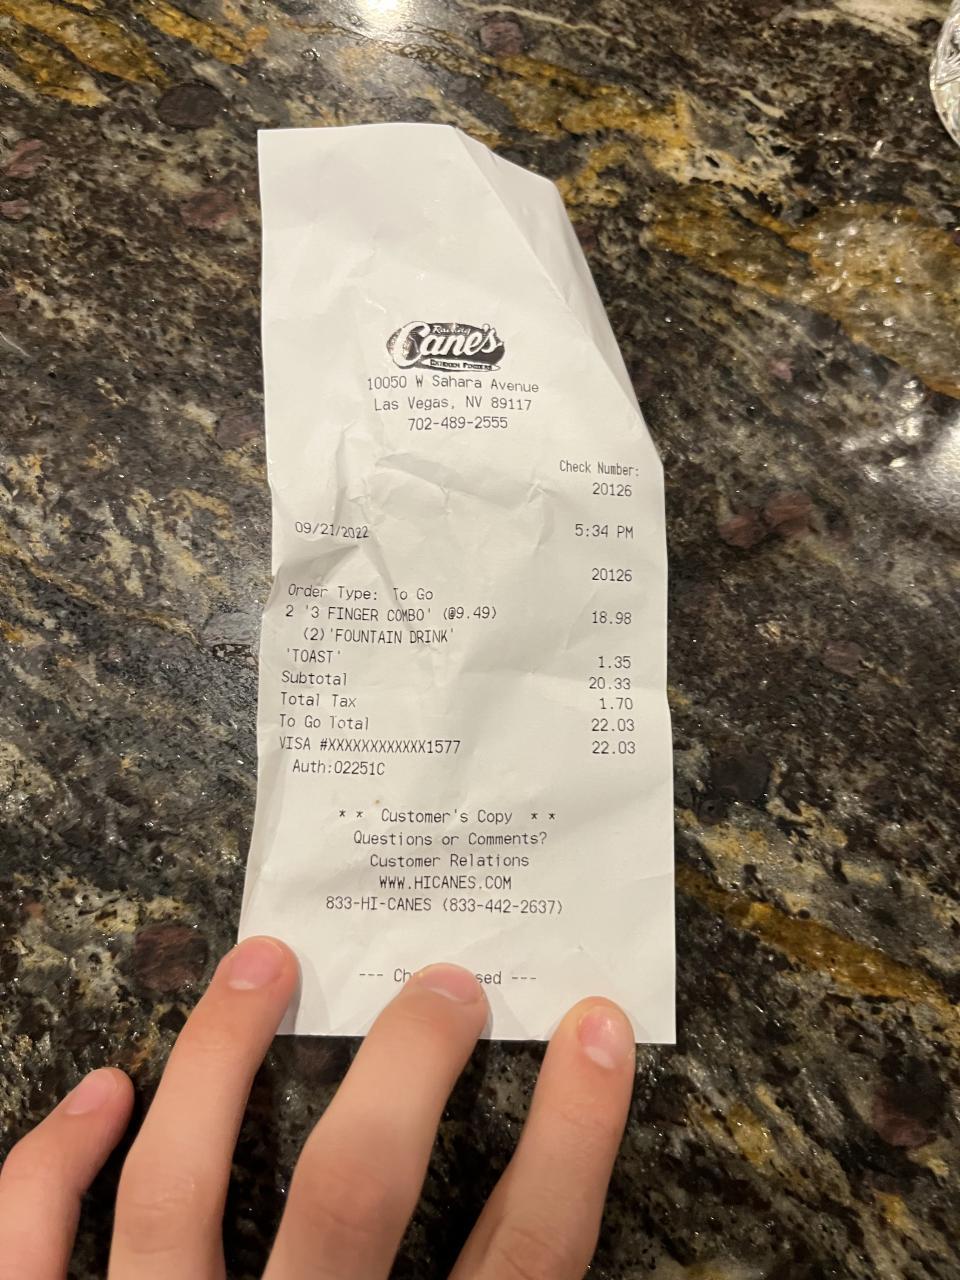 Raising
Cane's
CHICKEN FINGERS
10050 W Sahara Avenue
Las Vegas, NV 89117
702-489-2555
Check Number:
20126
09/21/2022 5:34 PM
20126
Order Type: To Go
2 '3 FINGER COMBO' (@9.49) 18.98
(2)'FOUNTAIN DRINK'
'TOAST' 1.35
Subtotal 20.33
Total Tax 1.70
To Go Total 22.03
VISA #XXXXXXXXXXXX1577 22.03
Auth:02251C
* * Customer's Copy * *
Questions or Comments?
Customer Relations
WWW.HICANES.COM
833-HI-CANES (833-442-2637)
--- ---